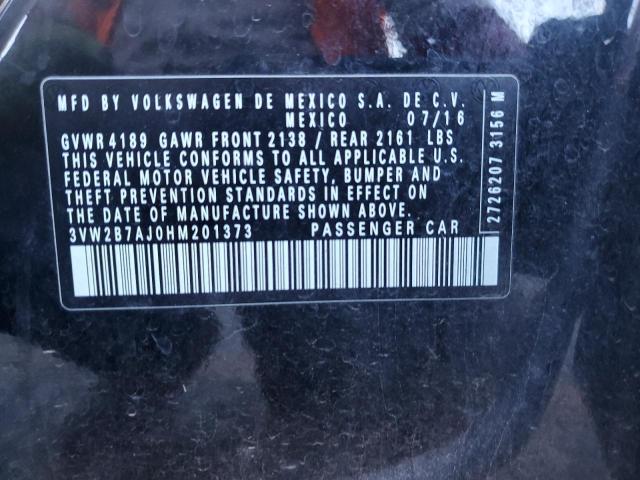 MFD BY VOLKSWAGEN DE MEXICO S.A. DE C.V.
MEXICO 07/16
GVWR 4189 GAWR FRONT 2138 / REAR 2161 LBS
THIS VEHICLE CONFORMS TO ALL APPLICABLE U.S.
FEDERAL MOTOR VEHICLE SAFETY, BUMPER AND
THEFT PREVENTION STANDARDS IN EFFECT ON
THE DATE OF MANUFACTURE SHOWN ABOVE.
3VW2B7AJ0HM201373 PASSENGER CAR
2726207 3156 M